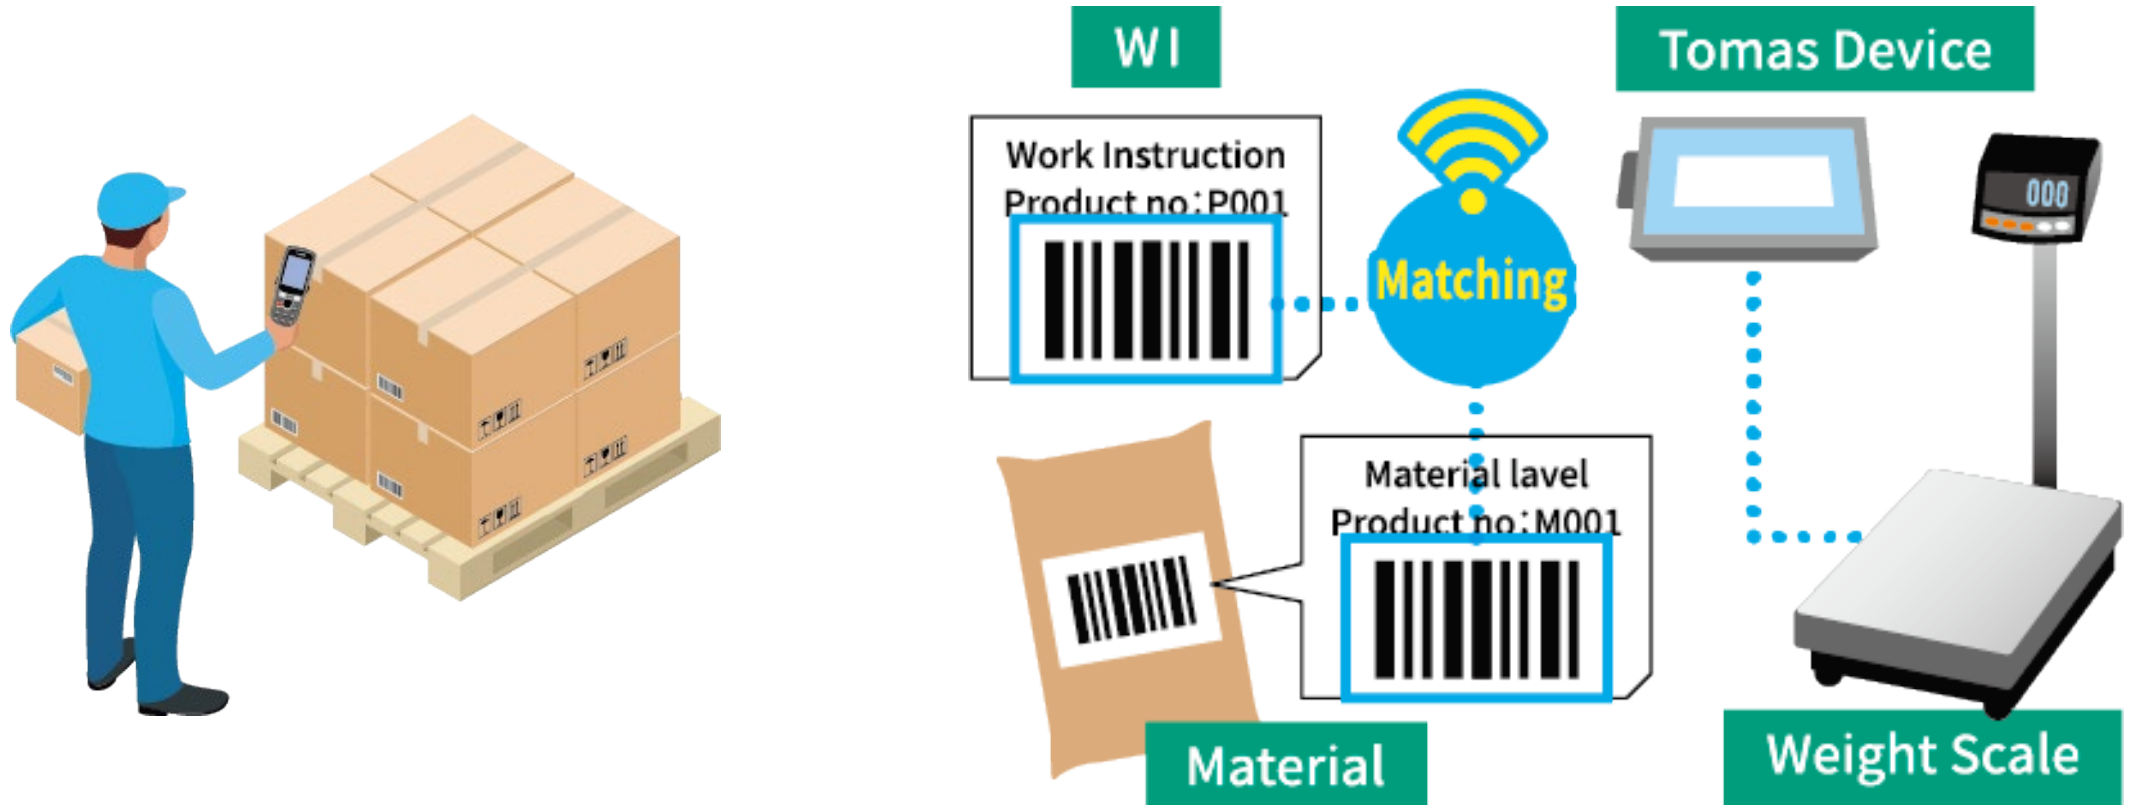 WI
Tomas Device
Work Instruction
Product no:P001
Matching
000
Material lavel
Product no:M001
Material
Weight Scale